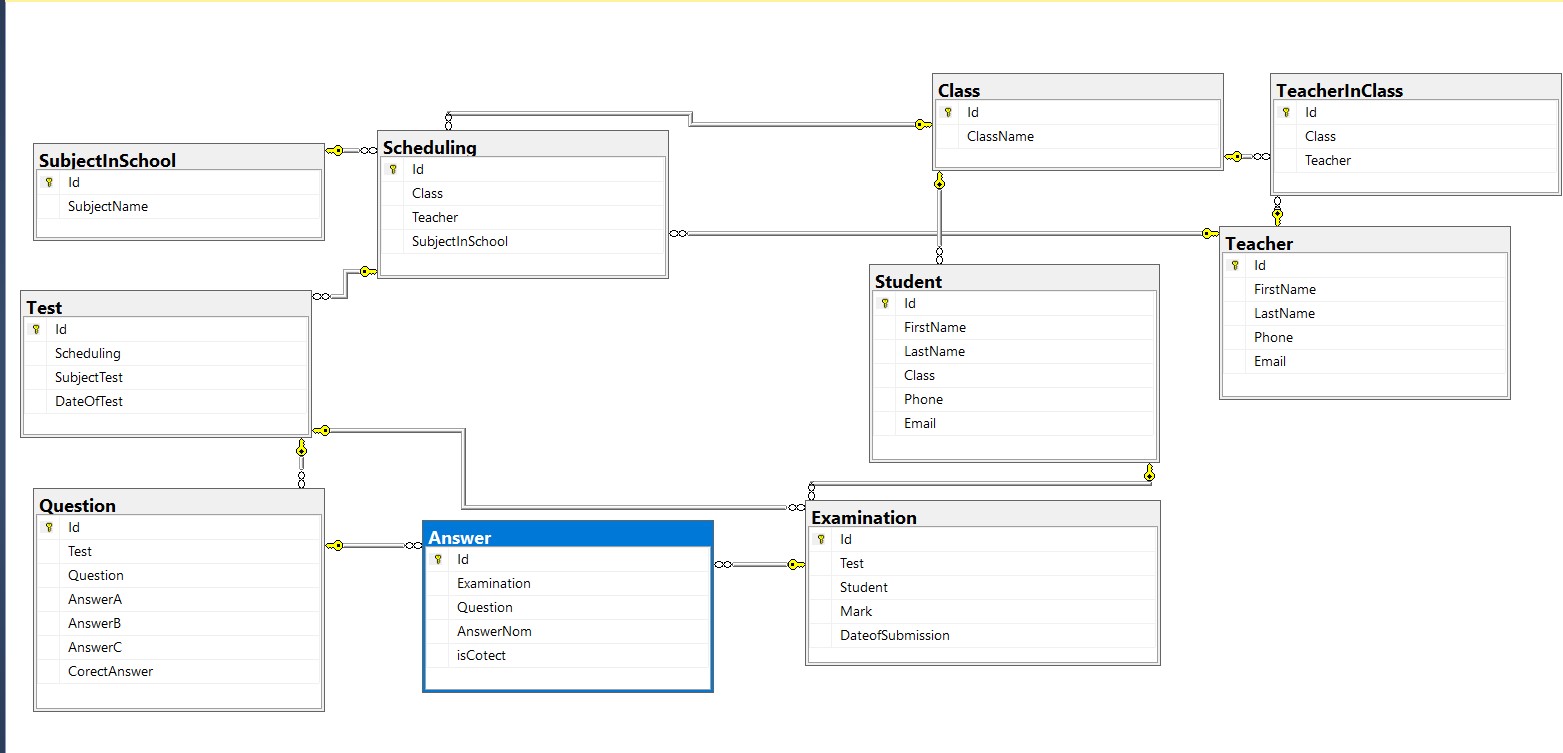 SubjectInSchool
Id
SubjectName
Scheduling
Id
Class
Teacher
SubjectInSchool
Class
Id
ClassName
TeacherInClass
Id
Class
Teacher
Teacher
Id
FirstName
LastName
Phone
Email
Student
Id
FirstName
LastName
Class
Phone
Email
Test
Id
Scheduling
SubjectTest
DateOfTest
Question
Id
Test
Question
AnswerA
AnswerB
AnswerC
CorectAnswer
Answer
Id
Examination
Question
AnswerNom
isCotect
Examination
Id
Test
Student
Mark
DateofSubmission